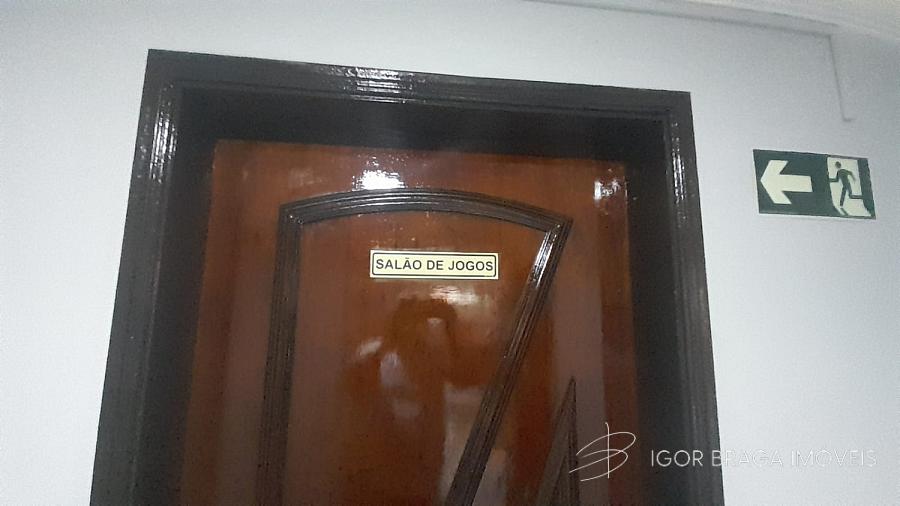 SALÃO DE JOGOS
IGOR BRAGA IMÓVEIS